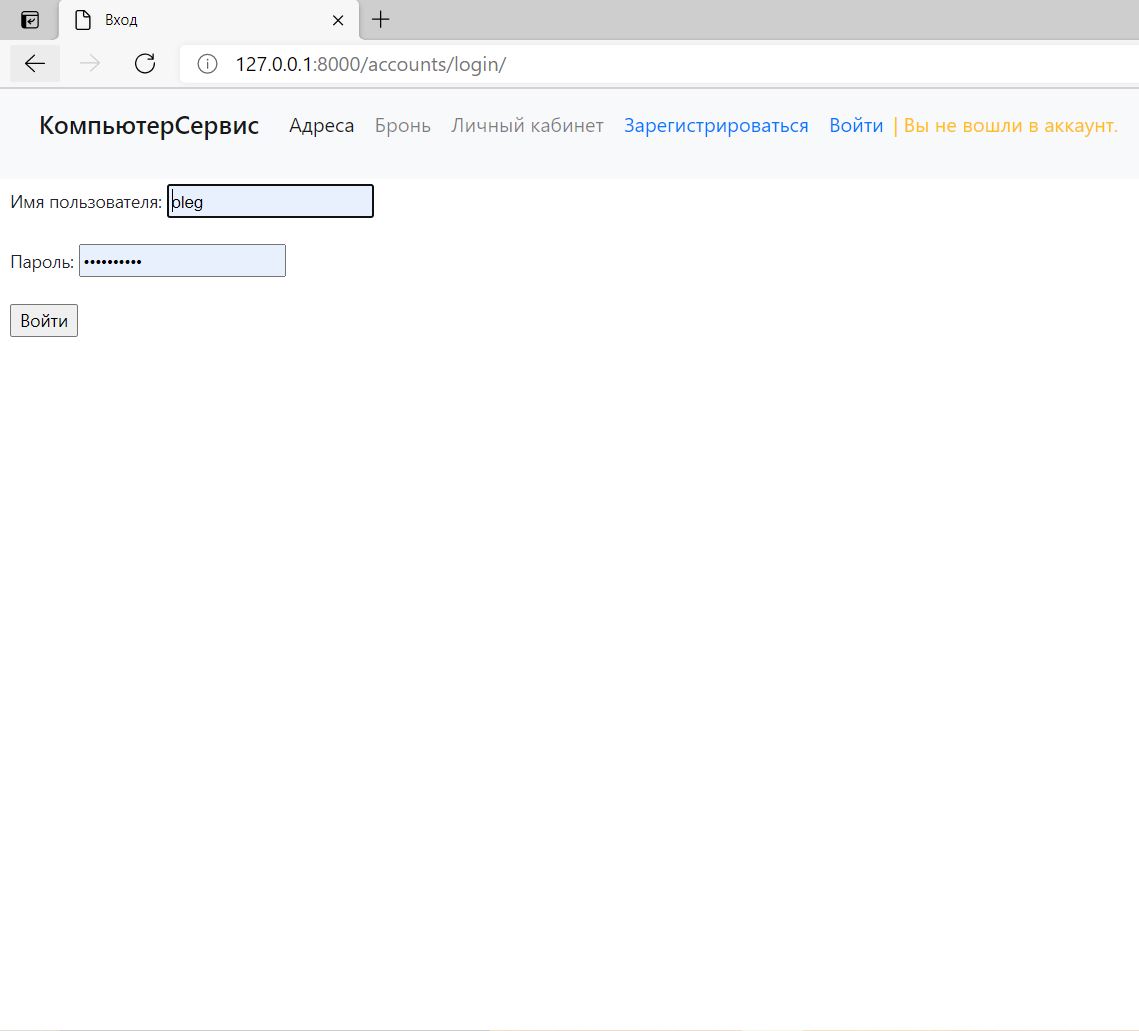 Вход
127.0.0.1:8000/accounts/login/
КомпьютерСервис Адреса Бронь Личный кабинет Зарегистрироваться Войти | Вы не вошли в аккаунт.
Имя пользователя: oleg
Пароль: ••••••••••
Войти